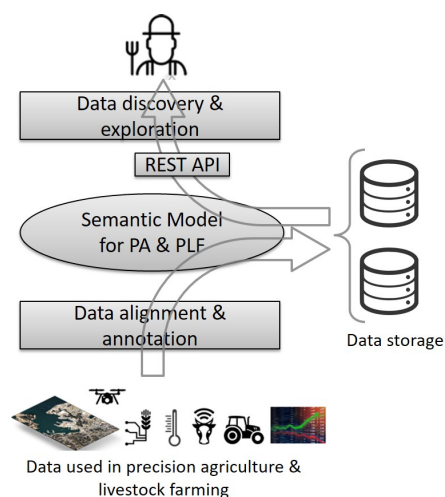 Data discovery &
exploration
REST API
Semantic Model
for PA & PLF
Data alignment &
annotation
Data storage
Data used in precision agriculture &
livestock farming